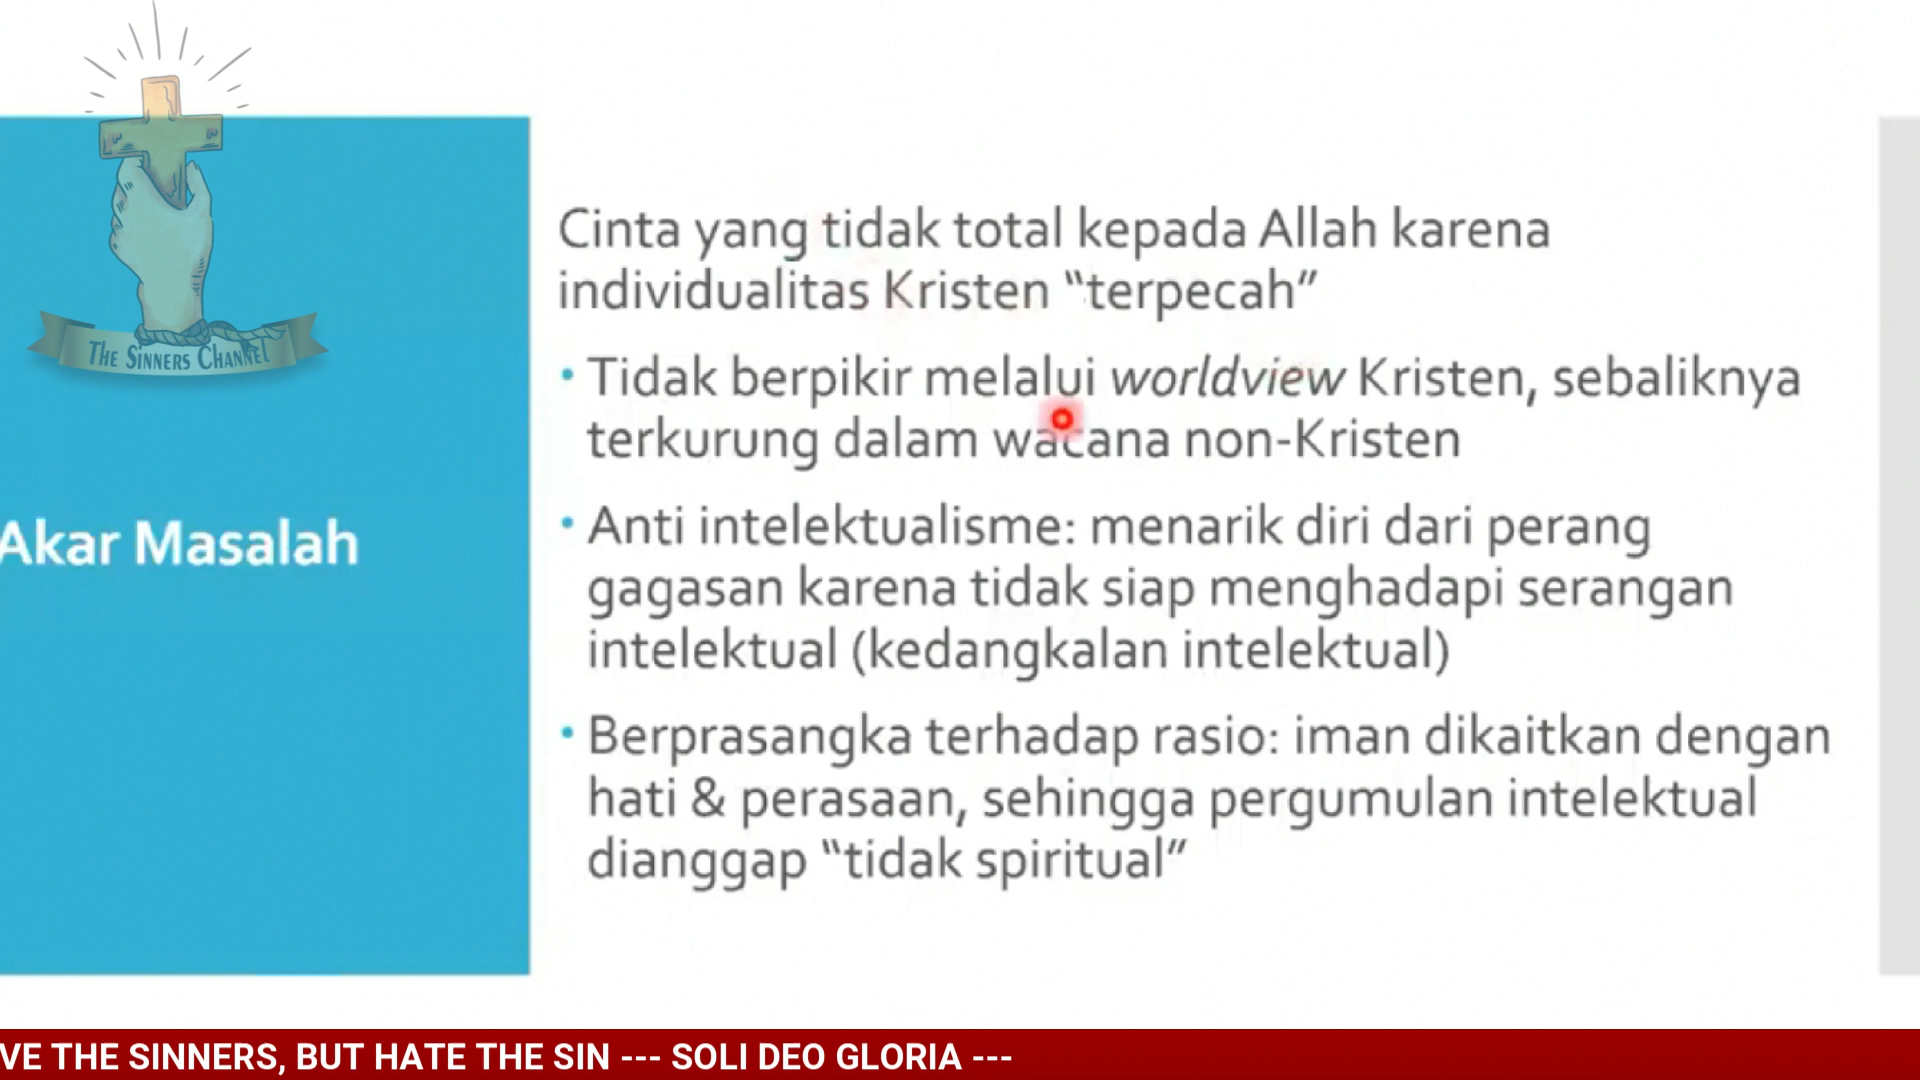 THE SINNERS CHANNEL
Akar Masalah
Cinta yang tidak total kepada Allah karena
individualitas Kristen “terpecah”
• Tidak berpikir melalui worldview Kristen, sebaliknya
terkurung dalam wacana non-Kristen
• Anti intelektualisme: menarik diri dari perang
gagasan karena tidak siap menghadapi serangan
intelektual (kedangkalan intelektual)
• Berprasangka terhadap rasio: iman dikaitkan dengan
hati & perasaan, sehingga pergumulan intelektual
dianggap “tidak spiritual”
VE THE SINNERS, BUT HATE THE SIN --- SOLI DEO GLORIA ---